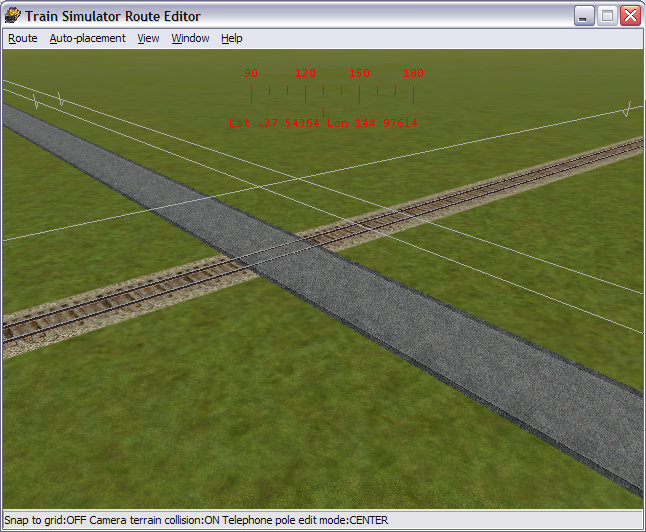 Train Simulator Route Editor
Route Auto-placement View Window Help
90 120 150 180
Lat -37.54364 Lon 144.97614
Snap to grid:OFF Camera terrain collision:ON Telephone pole edit mode:CENTER